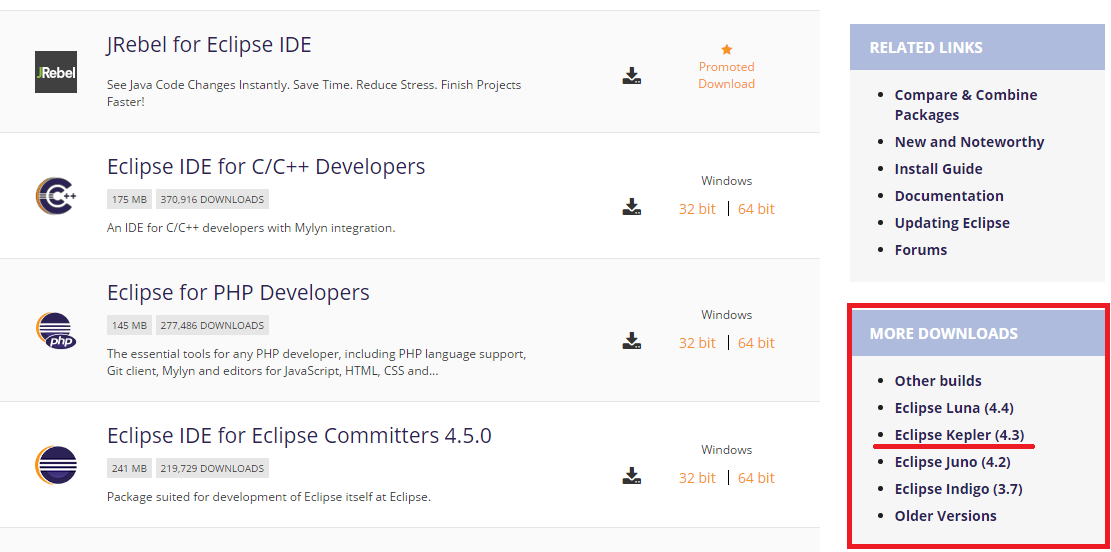 JRebel for Eclipse IDE
JRebel
See Java Code Changes Instantly. Save Time. Reduce Stress. Finish Projects
Faster!
Promoted
Download
Eclipse IDE for C/C++ Developers
C++
175 MB 370,916 DOWNLOADS
An IDE for C/C++ developers with Mylyn integration.
Windows
32 bit | 64 bit
Eclipse for PHP Developers
php
145 MB 277,486 DOWNLOADS
The essential tools for any PHP developer, including PHP language support,
Git client, Mylyn and editors for JavaScript, HTML, CSS and...
Windows
32 bit | 64 bit
Eclipse IDE for Eclipse Committers 4.5.0
241 MB 219,729 DOWNLOADS
Package suited for development of Eclipse itself at Eclipse.
Windows
32 bit | 64 bit
RELATED LINKS
Compare & Combine
Packages
New and Noteworthy
Install Guide
Documentation
Updating Eclipse
Forums
MORE DOWNLOADS
Other builds
Eclipse Luna (4.4)
Eclipse Kepler (4.3)
Eclipse Juno (4.2)
Eclipse Indigo (3.7)
Older Versions